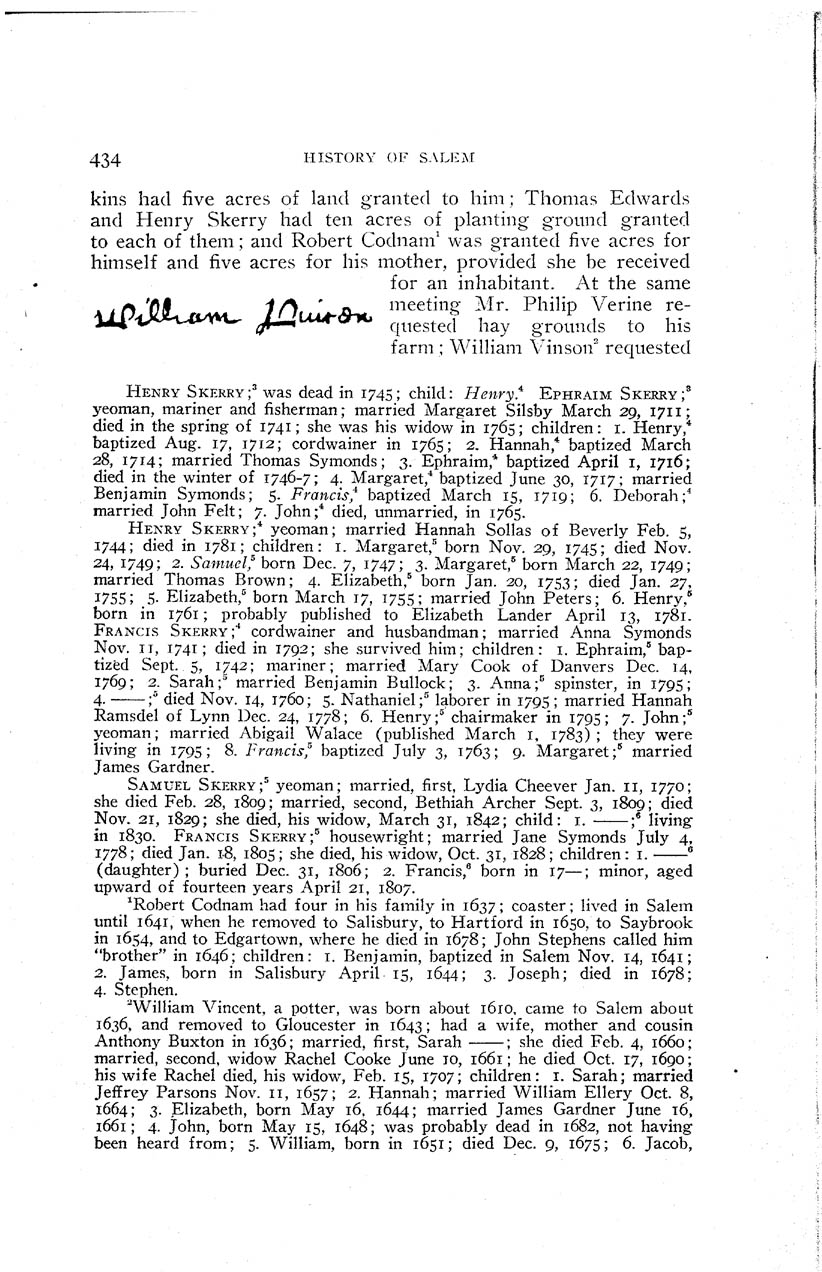 434 HISTORY OF SALEM
kins had five acres of land granted to him; Thomas Edwards
and Henry Skerry had ten acres of planting ground granted
to each of them; and Robert Codnam¹ was granted five acres for
himself and five acres for his mother, provided she be received
for an inhabitant. At the same
meeting Mr. Philip Verine re-
quested hay grounds to his
farm; William Vinson² requested
William
HENRY SKERRY;³ was dead in 1745; child: Henry.⁴ EPHRAIM SKERRY;³
yeoman, mariner and fisherman; married Margaret Silsby March 29, 1711;
died in the spring of 1741; she was his widow in 1765; children: 1. Henry,⁴
baptized Aug. 17, 1712; cordwainer in 1765; 2. Hannah,⁴ baptized March
28, 1714; married Thomas Symonds; 3. Ephraim,⁴ baptized April 1, 1716;
died in the winter of 1746-7; 4. Margaret,⁴ baptized June 30, 1717; married
Benjamin Symonds; 5. Francis,⁴ baptized March 15, 1719; 6. Deborah;⁴
married John Felt; 7. John;⁴ died, unmarried, in 1765.
HENRY SKERRY;⁴ yeoman; married Hannah Sollas of Beverly Feb. 5,
1744; died in 1781; children: 1. Margaret,⁵ born Nov. 29, 1745; died Nov.
24, 1749; 2. Samuel,⁵ born Dec. 7, 1747; 3. Margaret,⁵ born March 22, 1749;
married Thomas Brown; 4. Elizabeth,⁵ born Jan. 20, 1753; died Jan. 27,
1755; 5. Elizabeth,⁵ born March 17, 1755; married John Peters; 6. Henry,⁵
born in 1761; probably published to Elizabeth Lander April 13, 1781.
FRANCIS SKERRY;⁴ cordwainer and husbandman; married Anna Symonds
Nov. 11, 1741; died in 1792; she survived him; children: 1. Ephraim,⁵ bap-
tized Sept. 5, 1742; mariner; married Mary Cook of Danvers Dec. 14,
1769; 2. Sarah;⁵ married Benjamin Bullock; 3. Anna;⁵ spinster, in 1795;
4. ——;⁵ died Nov. 14, 1760; 5. Nathaniel;⁵ laborer in 1795; married Hannah
Ramsdel of Lynn Dec. 24, 1778; 6. Henry;⁵ chairmaker in 1795; 7. John;⁵
yeoman; married Abigail Walace (published March 1, 1783); they were
living in 1795; 8. Francis,⁵ baptized July 3, 1763; 9. Margaret;⁵ married
James Gardner.
SAMUEL SKERRY;⁵ yeoman; married, first, Lydia Cheever Jan. 11, 1770;
she died Feb. 28, 1809; married, second, Bethiah Archer Sept. 3, 1809; died
Nov. 21, 1829; she died, his widow, March 31, 1842; child: 1. ——;⁶ living
in 1830. FRANCIS SKERRY;⁵ housewright; married Jane Symonds July 4,
1778; died Jan. 18, 1805; she died, his widow, Oct. 31, 1828; children: 1. ——⁶
(daughter); buried Dec. 31, 1806; 2. Francis,⁶ born in 17—; minor, aged
upward of fourteen years April 21, 1807.
¹Robert Codnam had four in his family in 1637; coaster; lived in Salem
until 1641, when he removed to Salisbury, to Hartford in 1650, to Saybrook
in 1654, and to Edgartown, where he died in 1678; John Stephens called him
"brother" in 1646; children: 1. Benjamin, baptized in Salem Nov. 14, 1641;
2. James, born in Salisbury April 15, 1644; 3. Joseph; died in 1678;
4. Stephen.
²William Vincent, a potter, was born about 1610, came to Salem about
1636, and removed to Gloucester in 1643; had a wife, mother and cousin
Anthony Buxton in 1636; married, first, Sarah ——; she died Feb. 4, 1660;
married, second, widow Rachel Cooke June 10, 1661; he died Oct. 17, 1690;
his wife Rachel died, his widow, Feb. 15, 1707; children: 1. Sarah; married
Jeffrey Parsons Nov. 11, 1657; 2. Hannah; married William Ellery Oct. 8,
1664; 3. Elizabeth, born May 16, 1644; married James Gardner June 16,
1661; 4. John, born May 15, 1648; was probably dead in 1682, not having
been heard from; 5. William, born in 1651; died Dec. 9, 1675; 6. Jacob,